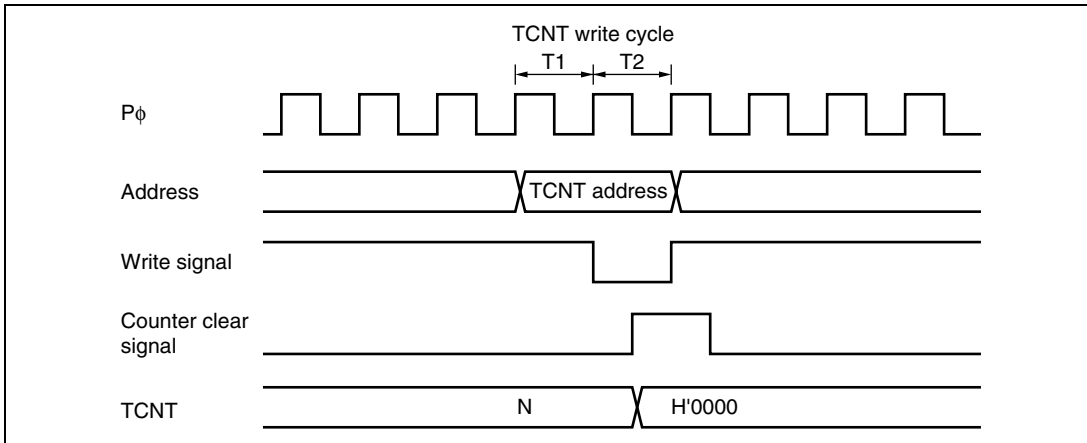 TCNT write cycle
T1 T2
Pϕ
Address
TCNT address
Write signal
Counter clear
signal
TCNT
N
H'0000